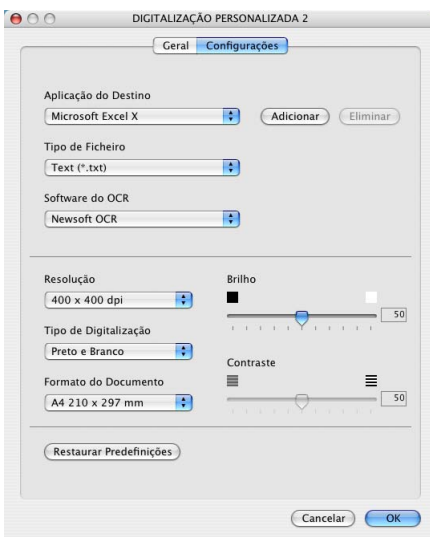 DIGITALIZAÇÃO PERSONALIZADA 2
Geral Configurações
Aplicação do Destino
Microsoft Excel X Adicionar Eliminar
Tipo de Ficheiro
Text (*.txt)
Software do OCR
Newsoft OCR
Resolução Brilho
400 x 400 dpi 50
Tipo de Digitalização
Preto e Branco
Contraste
Formato do Documento
A4 210 x 297 mm 50
Restaurar Predefinições
Cancelar OK